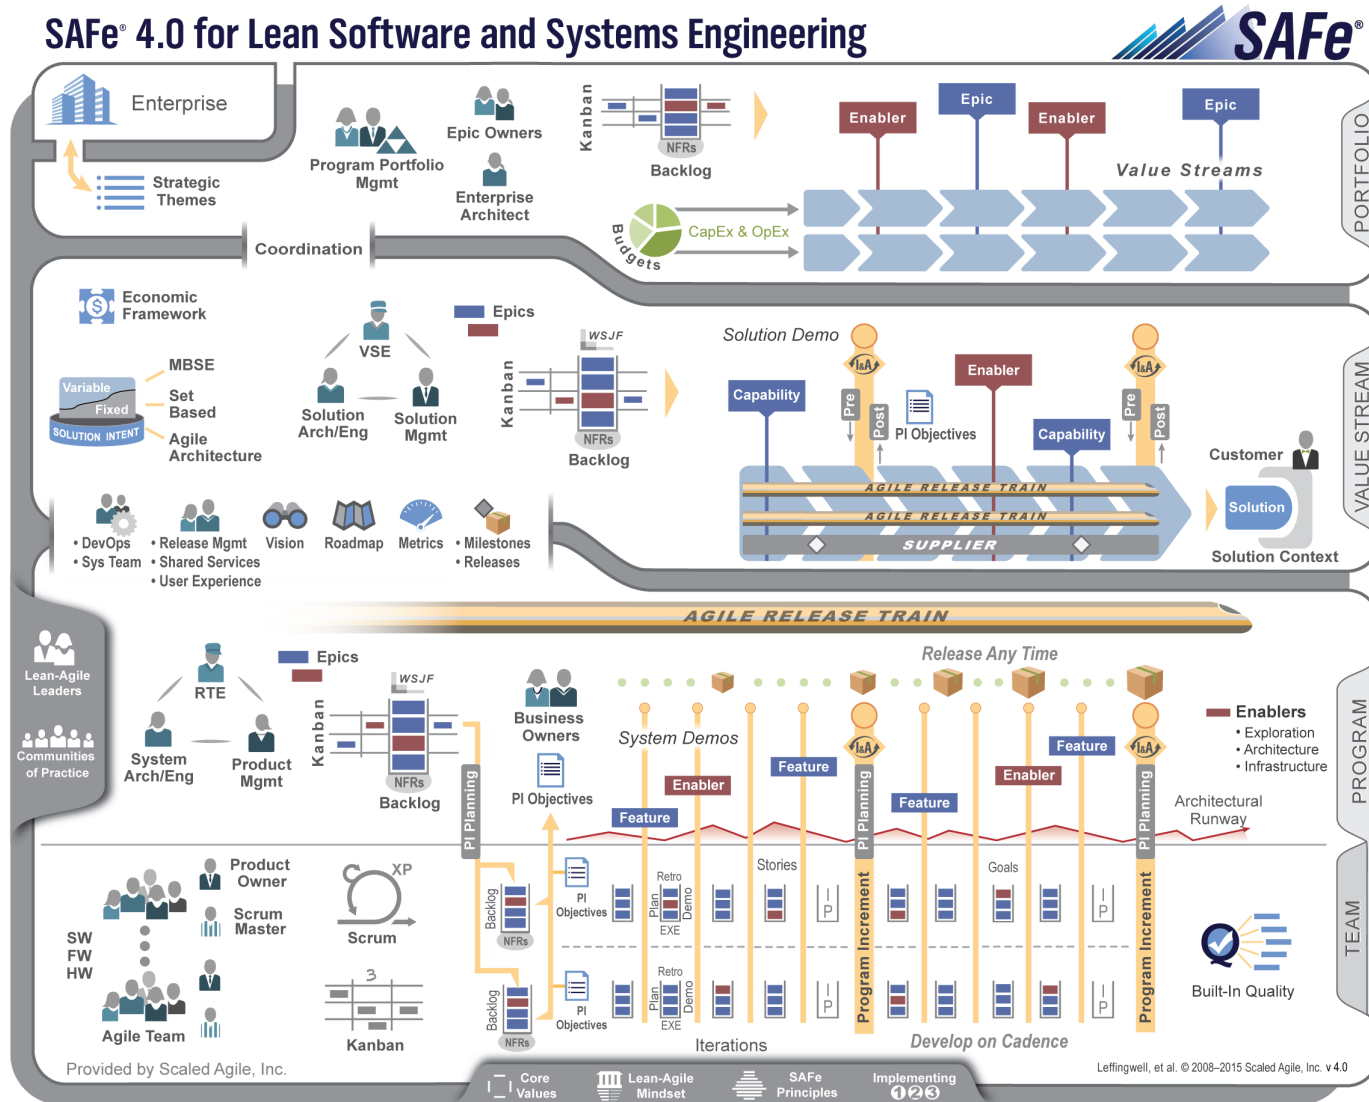 SAFe® 4.0 for Lean Software and Systems Engineering
SAFe®
Enterprise
Strategic
Themes
Program Portfolio
Mgmt
Epic Owners
Enterprise
Architect
Kanban
NFRs
Backlog
Budgets
CapEx & OpEx
Enabler
Epic
Enabler
Epic
Value Streams
PORTFOLIO
Coordination
Economic
Framework
MBSE
Variable
Fixed
Set
Based
SOLUTION INTENT
Agile
Architecture
VSE
Solution
Arch/Eng
Solution
Mgmt
Epics
WSJF
Kanban
NFRs
Backlog
Solution Demo
I&A
Pre
Post
PI Objectives
Capability
Enabler
Capability
I&A
Pre
Post
AGILE RELEASE TRAIN
AGILE RELEASE TRAIN
SUPPLIER
Customer
Solution
Solution Context
VALUE STREAM
• DevOps
• Sys Team
• Release Mgmt
• Shared Services
• User Experience
Vision
Roadmap
Metrics
• Milestones
• Releases
Lean-Agile
Leaders
Communities
of Practice
AGILE RELEASE TRAIN
Release Any Time
RTE
System
Arch/Eng
Product
Mgmt
Epics
WSJF
Kanban
NFRs
Backlog
PI Planning
Business
Owners
PI Objectives
System Demos
Feature
Enabler
Feature
I&A
PI Planning
Feature
Enabler
Feature
I&A
PI Planning
Enablers
• Exploration
• Architecture
• Infrastructure
Architectural
Runway
PROGRAM
Product
Owner
Scrum
Master
SW
FW
HW
Agile Team
XP
Scrum
3
Kanban
Backlog
NFRs
Backlog
NFRs
PI
Objectives
PI
Objectives
Retro
Plan
Demo
EXE
Stories
I
P
Goals
I
P
Retro
Plan
Demo
EXE
I
P
I
P
Program Increment
Program Increment
Iterations
Develop on Cadence
Built-In Quality
TEAM
Provided by Scaled Agile, Inc.
Leffingwell, et al. © 2008–2015 Scaled Agile, Inc. v 4.0
Core
Values
Lean-Agile
Mindset
SAFe
Principles
Implementing
1 2 3